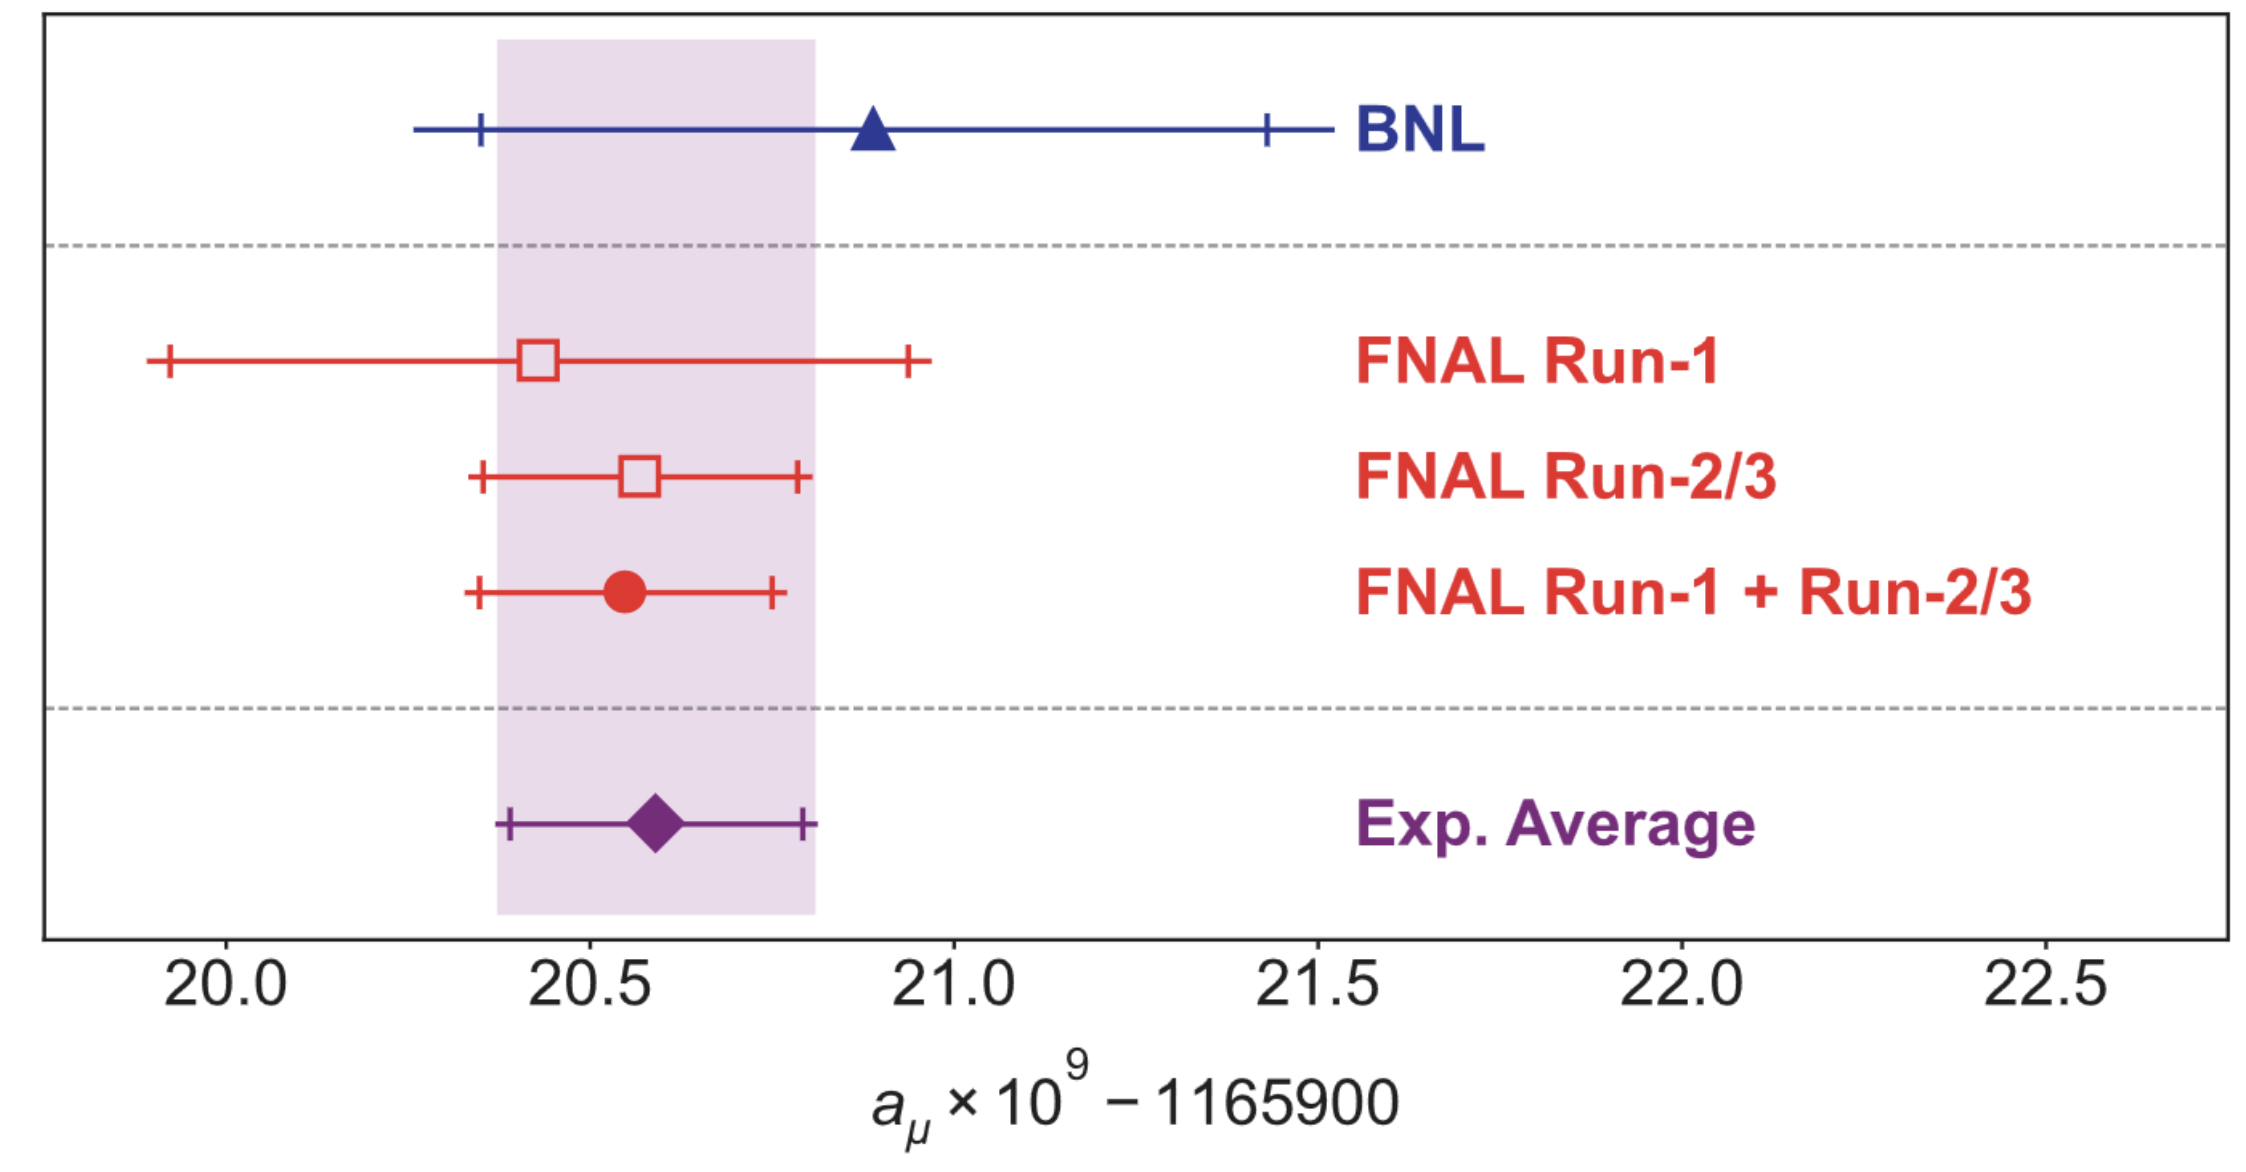 BNL
FNAL Run-1
FNAL Run-2/3
FNAL Run-1 + Run-2/3
Exp. Average
20.0 20.5 21.0 21.5 22.0 22.5
aμ × 10⁹ − 1165900